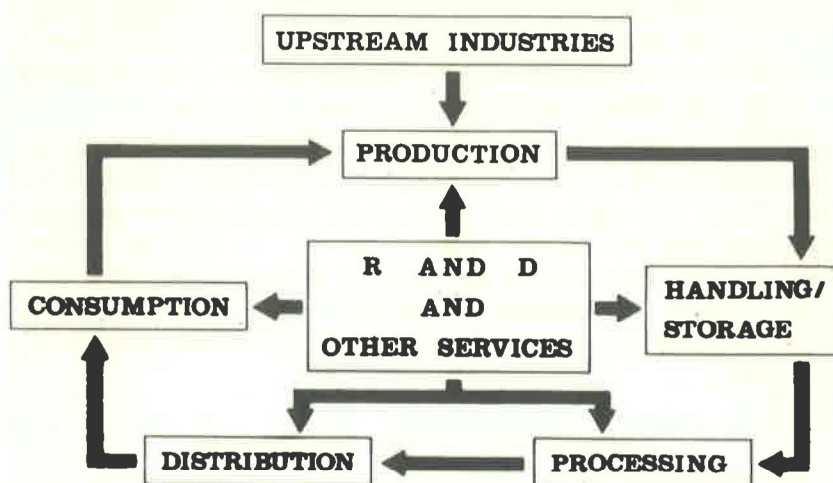 UPSTREAM INDUSTRIES
PRODUCTION
R AND D
AND
OTHER SERVICES
CONSUMPTION
HANDLING/
STORAGE
DISTRIBUTION
PROCESSING